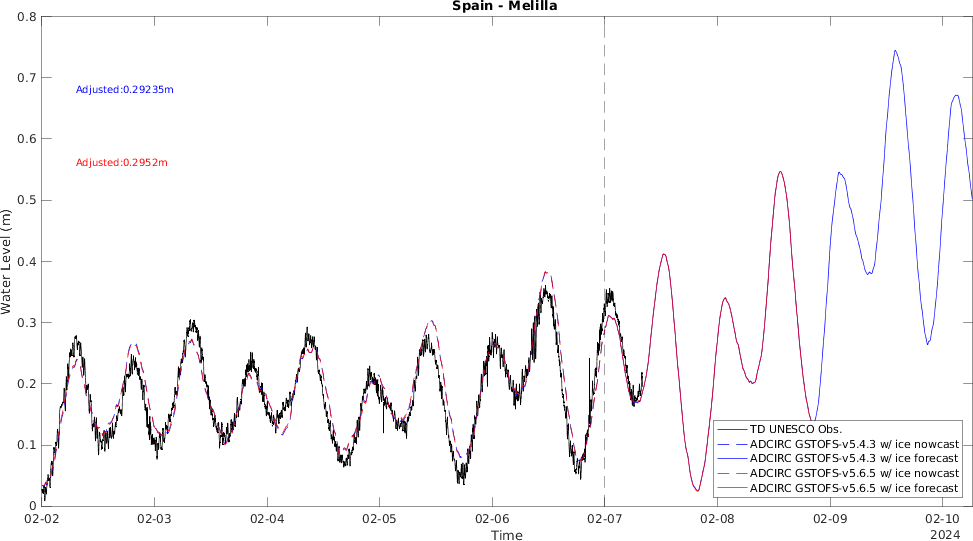 Spain - Melilla
0.8
0.7
0.6
0.5
0.4
0.3
0.2
0.1
0
Water Level (m)
Adjusted:0.29235m
Adjusted:0.2952m
TD UNESCO Obs.
ADCIRC GSTOFS-v5.4.3 w/ ice nowcast
ADCIRC GSTOFS-v5.4.3 w/ ice forecast
ADCIRC GSTOFS-v5.6.5 w/ ice nowcast
ADCIRC GSTOFS-v5.6.5 w/ ice forecast
02-02 02-03 02-04 02-05 02-06 02-07 02-08 02-09 02-10
Time 2024